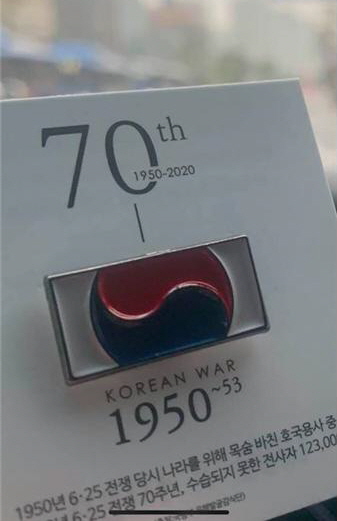 70th
1950-2020
KOREAN WAR
1950~53
1950년 6·25 전쟁 당시 나라를 위해 목숨 바친 호국용사 중
6·25 전쟁 70주년, 수습되지 못한 전사자 123,00